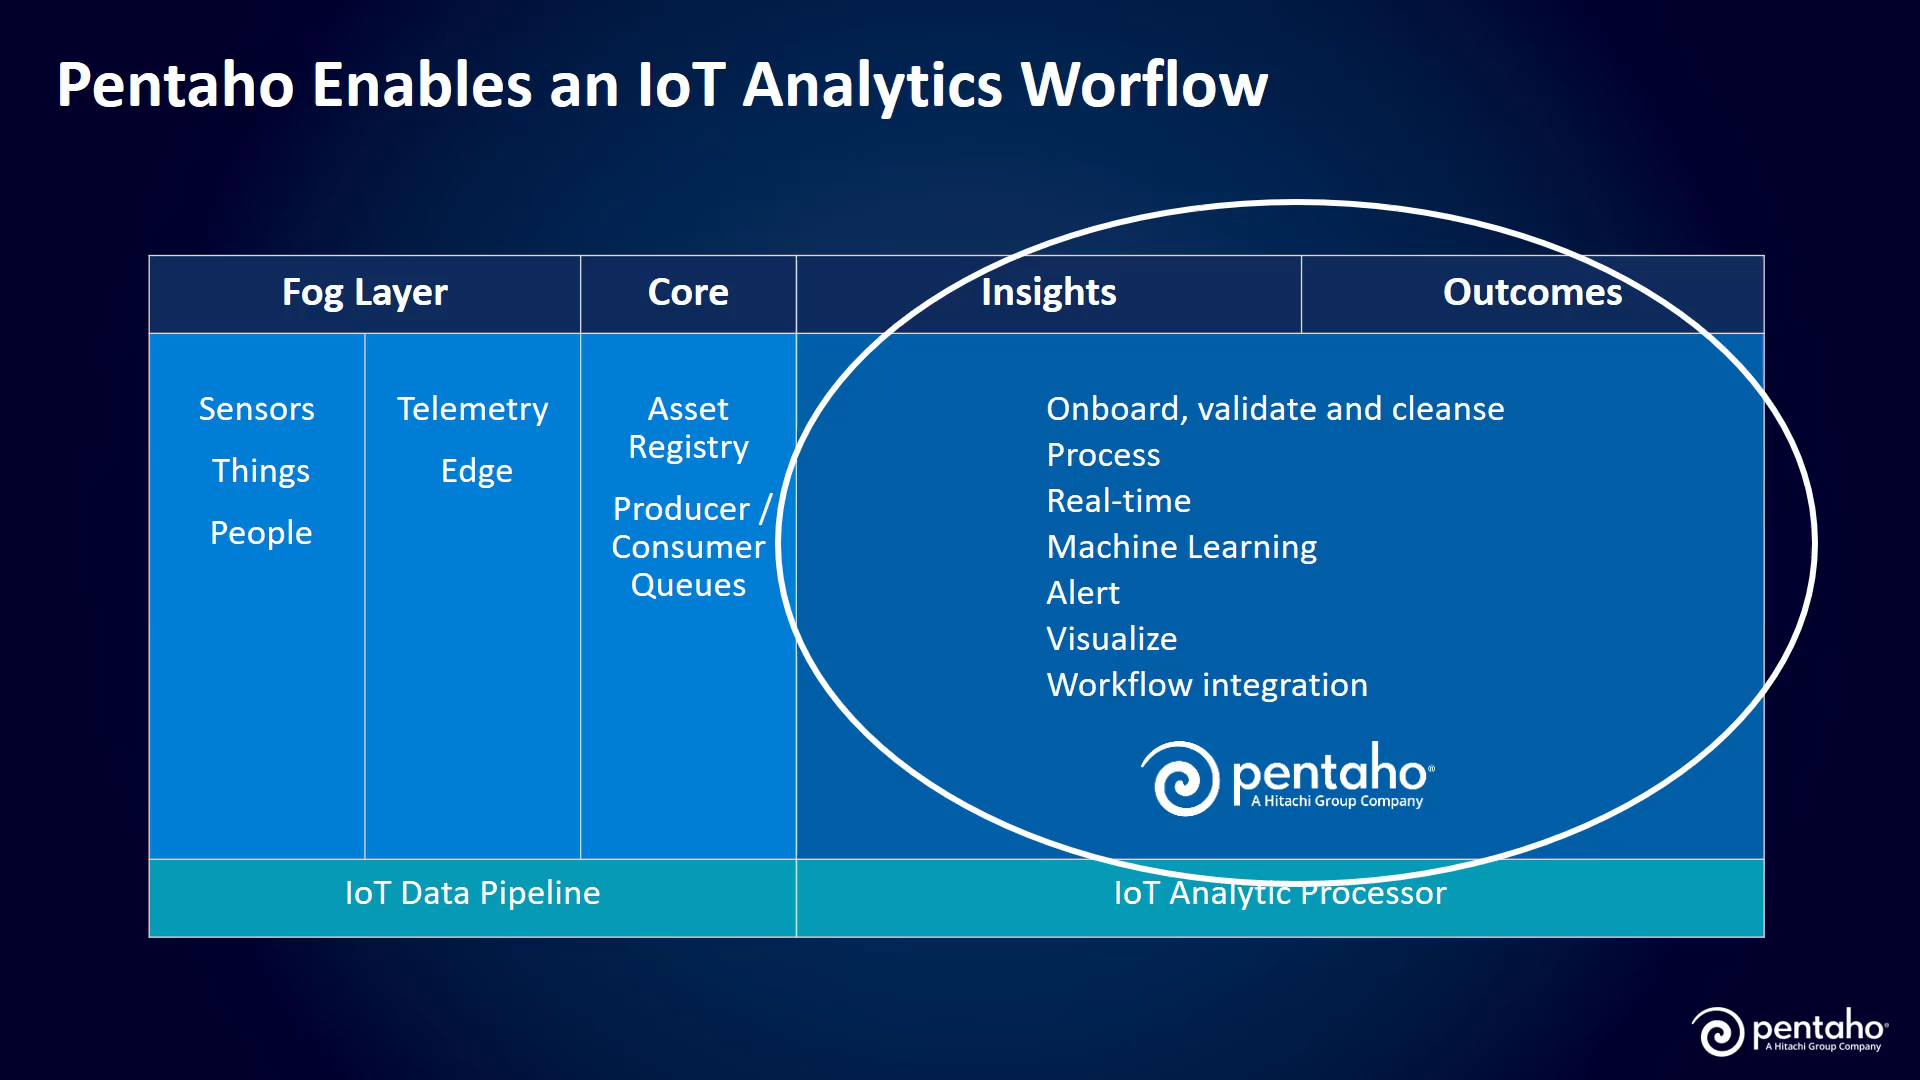 Pentaho Enables an IoT Analytics Worflow
Fog Layer
Core
Insights
Outcomes
Sensors
Things
People
Telemetry
Edge
Asset
Registry
Producer /
Consumer
Queues
Onboard, validate and cleanse
Process
Real-time
Machine Learning
Alert
Visualize
Workflow integration
pentaho®
A Hitachi Group Company
IoT Data Pipeline
IoT Analytic Processor
pentaho®
A Hitachi Group Company